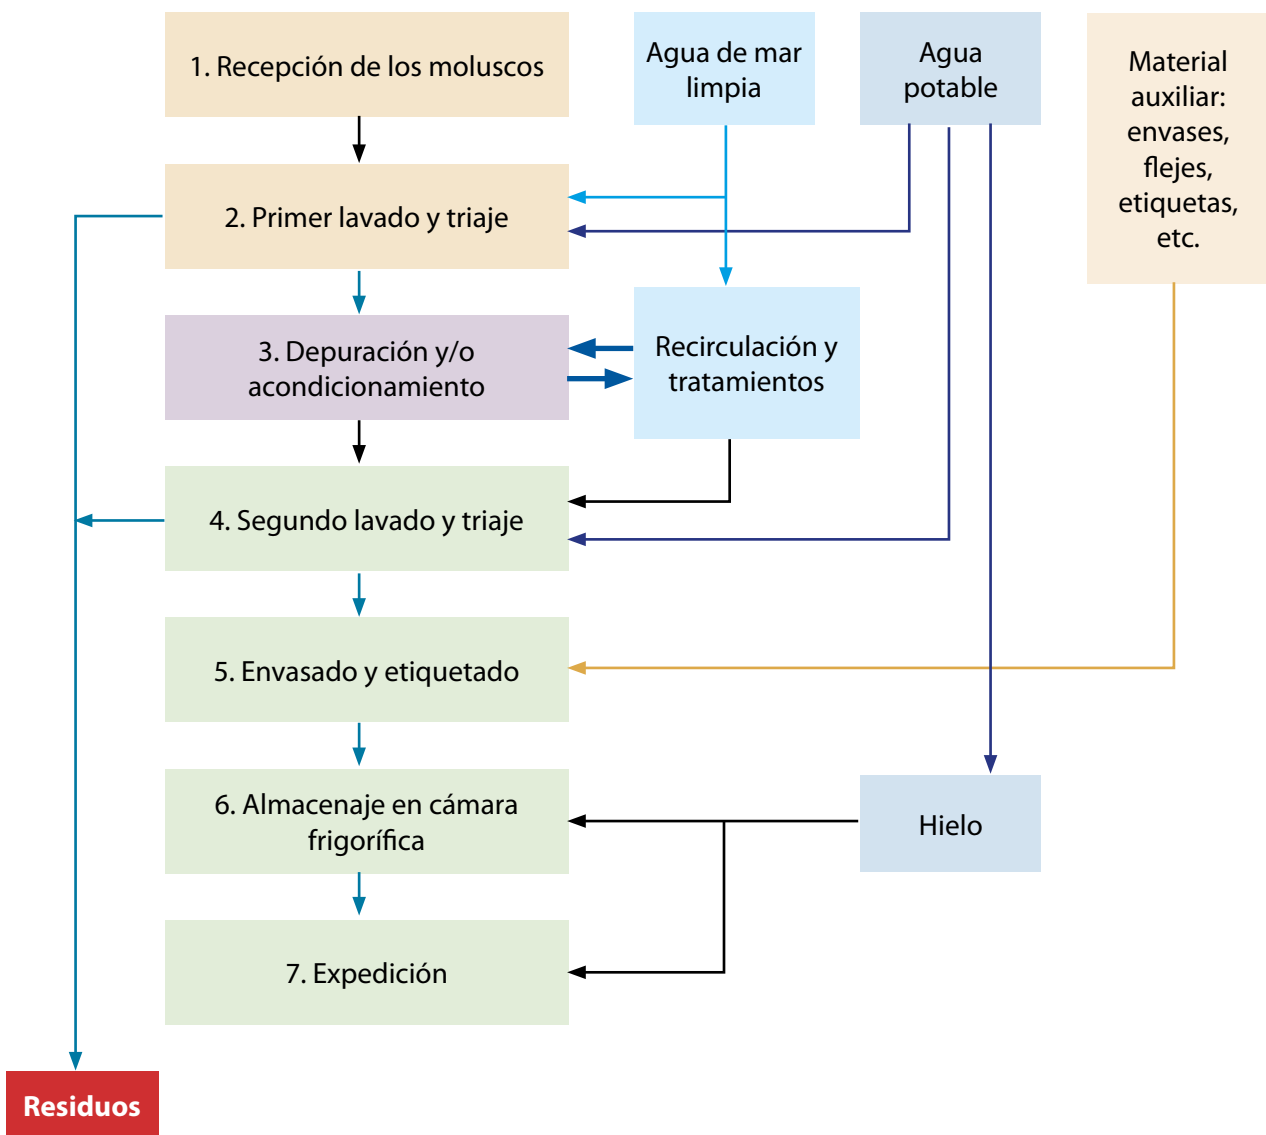 1. Recepción de los moluscos
Agua de mar
limpia
Agua
potable
Material
auxiliar:
envases,
flejes,
etiquetas,
etc.
2. Primer lavado y triaje
3. Depuración y/o
acondicionamiento
Recirculación y
tratamientos
4. Segundo lavado y triaje
5. Envasado y etiquetado
6. Almacenaje en cámara
frigorífica
Hielo
7. Expedición
Residuos